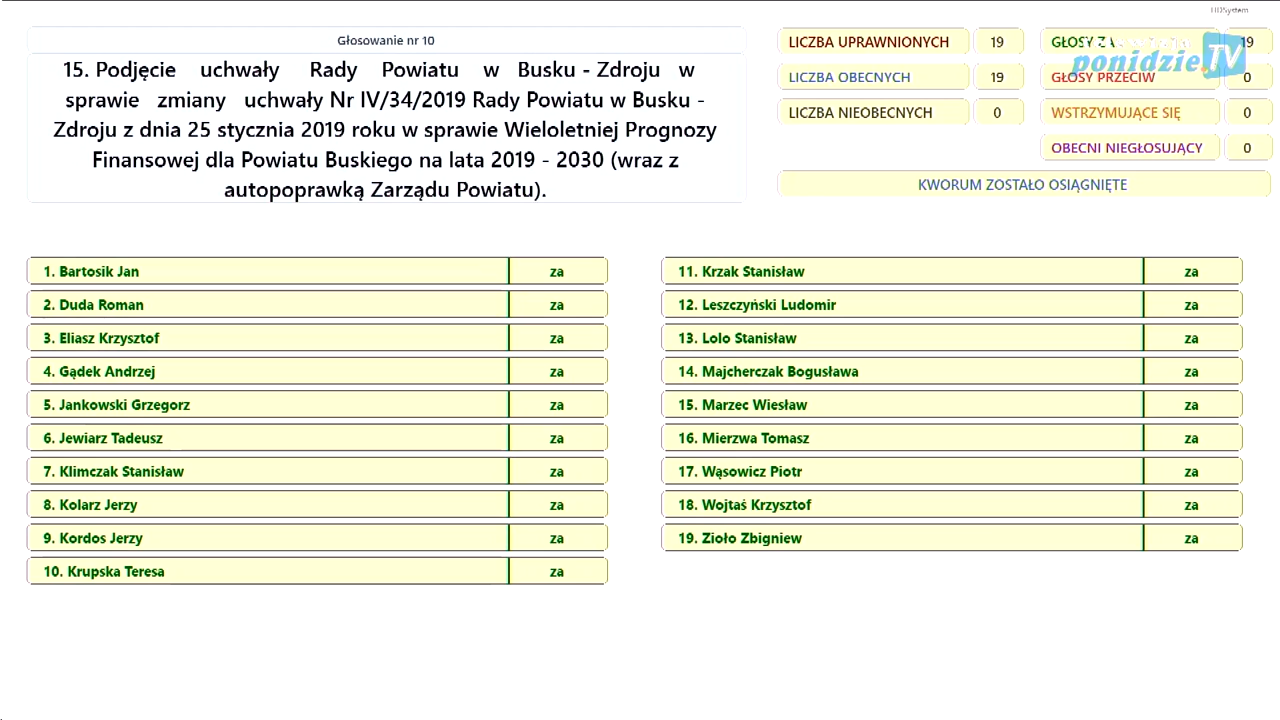 HDSystem
Głosowanie nr 10
15. Podjęcie uchwały Rady Powiatu w Busku - Zdroju w
sprawie zmiany uchwały Nr IV/34/2019 Rady Powiatu w Busku -
Zdroju z dnia 25 stycznia 2019 roku w sprawie Wieloletniej Prognozy
Finansowej dla Powiatu Buskiego na lata 2019 - 2030 (wraz z
autopoprawką Zarządu Powiatu).
LICZBA UPRAWNIONYCH 19
LICZBA OBECNYCH 19
LICZBA NIEOBECNYCH 0
GŁOSY ZA 19
ponidzie TV
GŁOSY PRZECIW 0
WSTRZYMUJĄCE SIĘ 0
OBECNI NIEGŁOSUJĄCY 0
KWORUM ZOSTAŁO OSIĄGNIĘTE
1. Bartosik Jan za
2. Duda Roman za
3. Eliasz Krzysztof za
4. Gądek Andrzej za
5. Jankowski Grzegorz za
6. Jewiarz Tadeusz za
7. Klimczak Stanisław za
8. Kolarz Jerzy za
9. Kordos Jerzy za
10. Krupska Teresa za
11. Krzak Stanisław za
12. Leszczyński Ludomir za
13. Lolo Stanisław za
14. Majcherczak Bogusława za
15. Marzec Wiesław za
16. Mierzwa Tomasz za
17. Wąsowicz Piotr za
18. Wojtaś Krzysztof za
19. Zioło Zbigniew za